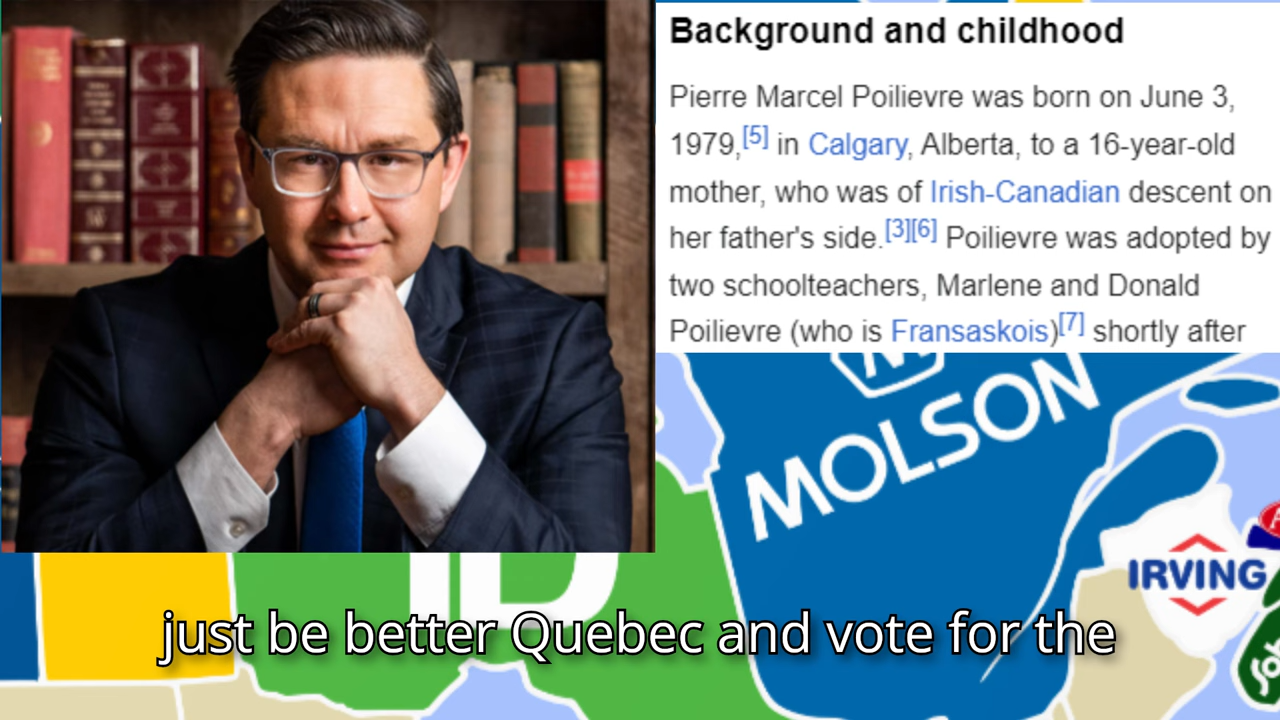 Background and childhood
Pierre Marcel Poilievre was born on June 3,
1979,[5] in Calgary, Alberta, to a 16-year-old
mother, who was of Irish-Canadian descent on
her father's side.[3][6] Poilievre was adopted by
two schoolteachers, Marlene and Donald
Poilievre (who is Fransaskois)[7] shortly after
M
MOLSON
IRVING
TD
just be better Quebec and vote for the